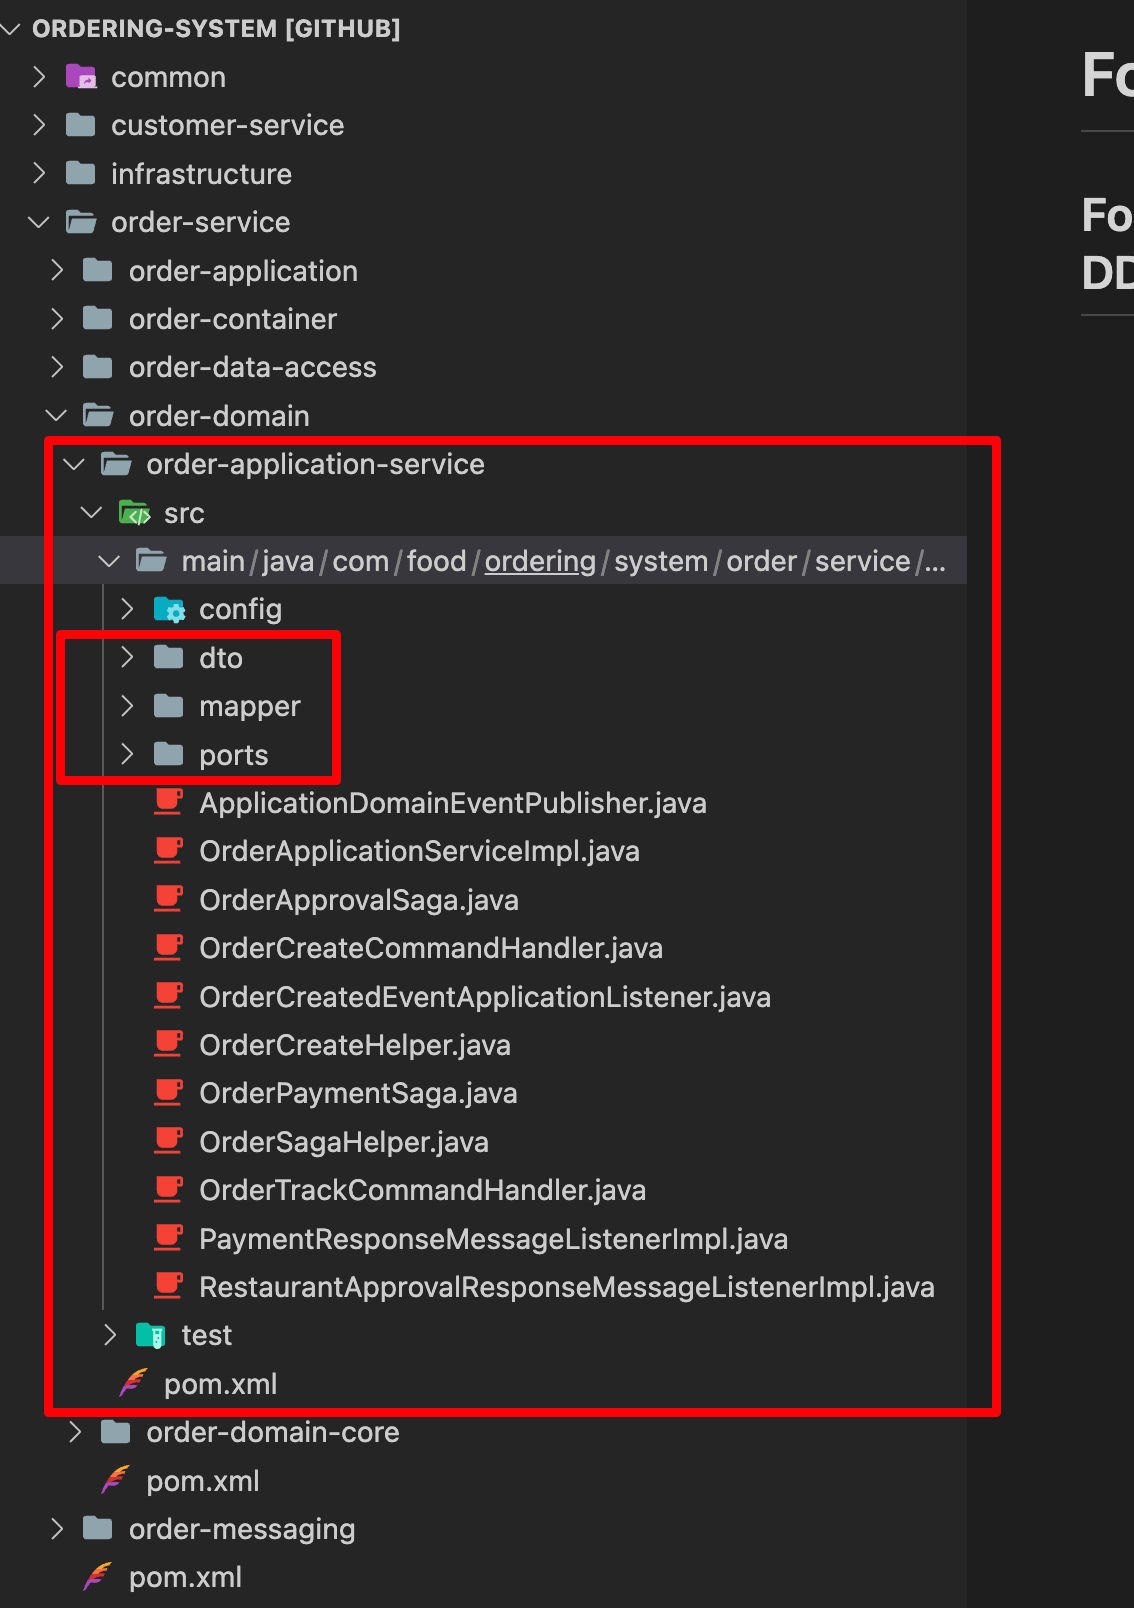 ORDERING-SYSTEM [GITHUB]
common
customer-service
infrastructure
order-service
order-application
order-container
order-data-access
order-domain
order-application-service
src
main/java/com/food/ordering/system/order/service/...
config
dto
mapper
ports
ApplicationDomainEventPublisher.java
OrderApplicationServiceImpl.java
OrderApprovalSaga.java
OrderCreateCommandHandler.java
OrderCreatedEventApplicationListener.java
OrderCreateHelper.java
OrderPaymentSaga.java
OrderSagaHelper.java
OrderTrackCommandHandler.java
PaymentResponseMessageListenerImpl.java
RestaurantApprovalResponseMessageListenerImpl.java
test
pom.xml
order-domain-core
pom.xml
order-messaging
pom.xml
Fo
Fo
DD